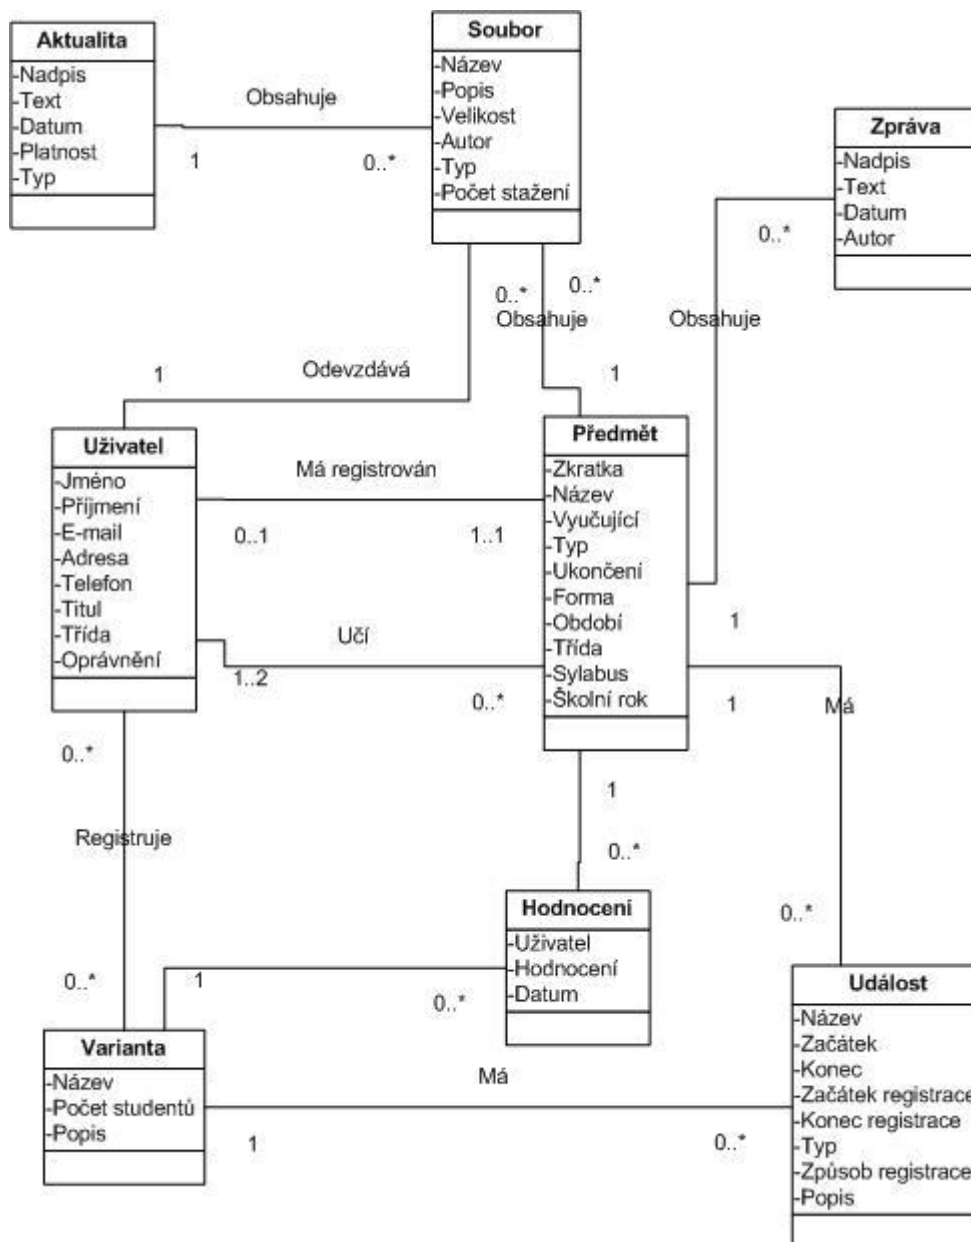 Aktualita
-Nadpis
-Text
-Datum
-Platnost
-Typ
Obsahuje
1
0..*
Soubor
-Název
-Popis
-Velikost
-Autor
-Typ
-Počet stažení
Zpráva
-Nadpis
-Text
-Datum
-Autor
0..*
0..*
0..*
Obsahuje
Obsahuje
1
Odevzdává
1
Uživatel
-Jméno
-Příjmení
-E-mail
-Adresa
-Telefon
-Titul
-Třída
-Oprávnění
Má registrován
0..1
1..1
Učí
1..2
0..*
Předmět
-Zkratka
-Název
-Vyučující
-Typ
-Ukončení
-Forma
-Období
-Třída
-Sylabus
-Školní rok
1
1
Má
0..*
Registruje
0..*
1
0..*
Hodnocení
-Uživatel
-Hodnocení
-Datum
1
0..*
0..*
Varianta
-Název
-Počet studentů
-Popis
Má
1
0..*
Událost
-Název
-Začátek
-Konec
-Začátek registrace
-Konec registrace
-Typ
-Způsob registrace
-Popis